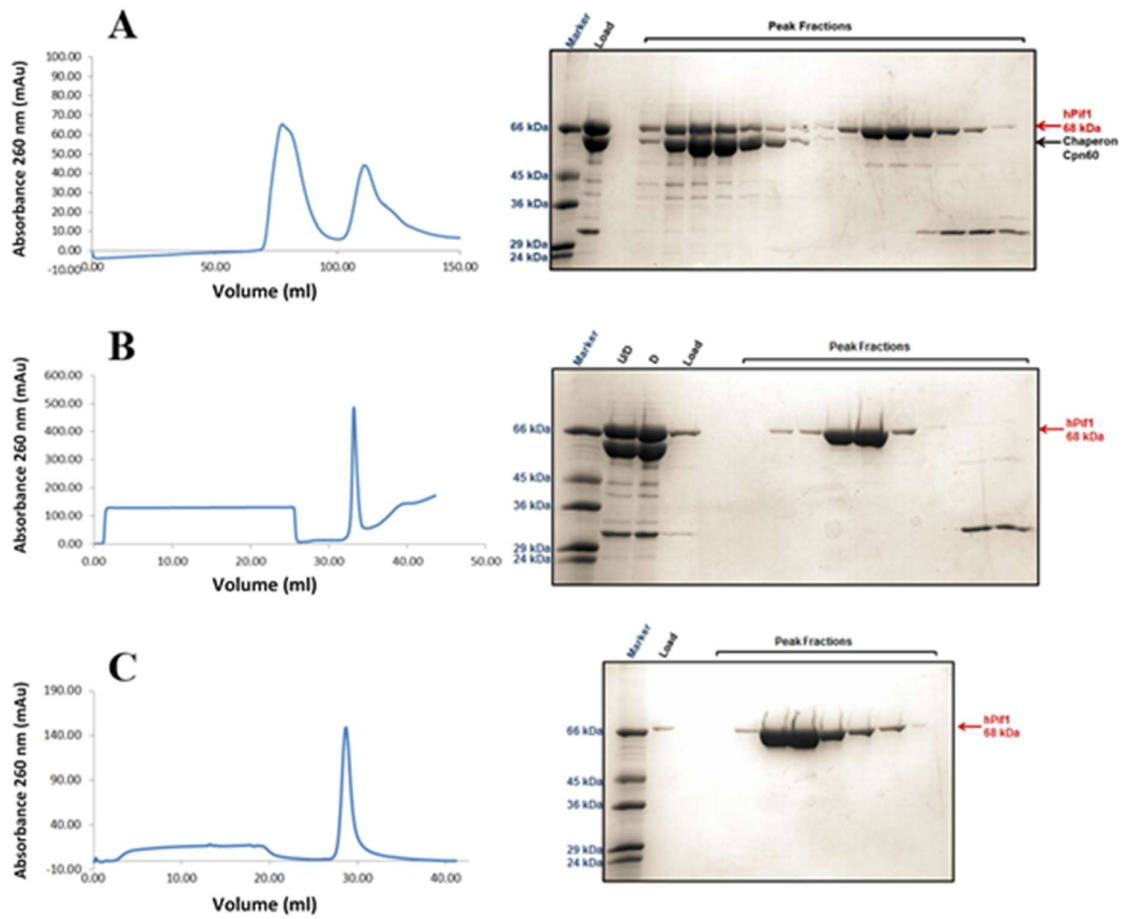 A
Absorbance 260 nm (mAu)
100.00
90.00
80.00
70.00
60.00
50.00
40.00
30.00
20.00
10.00
0.00
-10.00
0.00 50.00 100.00 150.00
Volume (ml)
Marker
Load
Peak Fractions
66 kDa
45 kDa
36 kDa
29 kDa
24 kDa
hPif1
68 kDa
Chaperon
Cpn60
B
Absorbance 260 nm (mAu)
600.00
500.00
400.00
300.00
200.00
100.00
0.00
0.00 10.00 20.00 30.00 40.00 50.00
Volume (ml)
Marker
U/D
D
Load
Peak Fractions
66 kDa
45 kDa
36 kDa
29 kDa
24 kDa
hPif1
68 kDa
C
Absorbance 260 nm (mAu)
190.00
140.00
90.00
40.00
-10.00
0.00 10.00 20.00 30.00 40.00
Volume (ml)
Marker
Load
Peak Fractions
66 kDa
45 kDa
36 kDa
29 kDa
24 kDa
hPif1
68 kDa